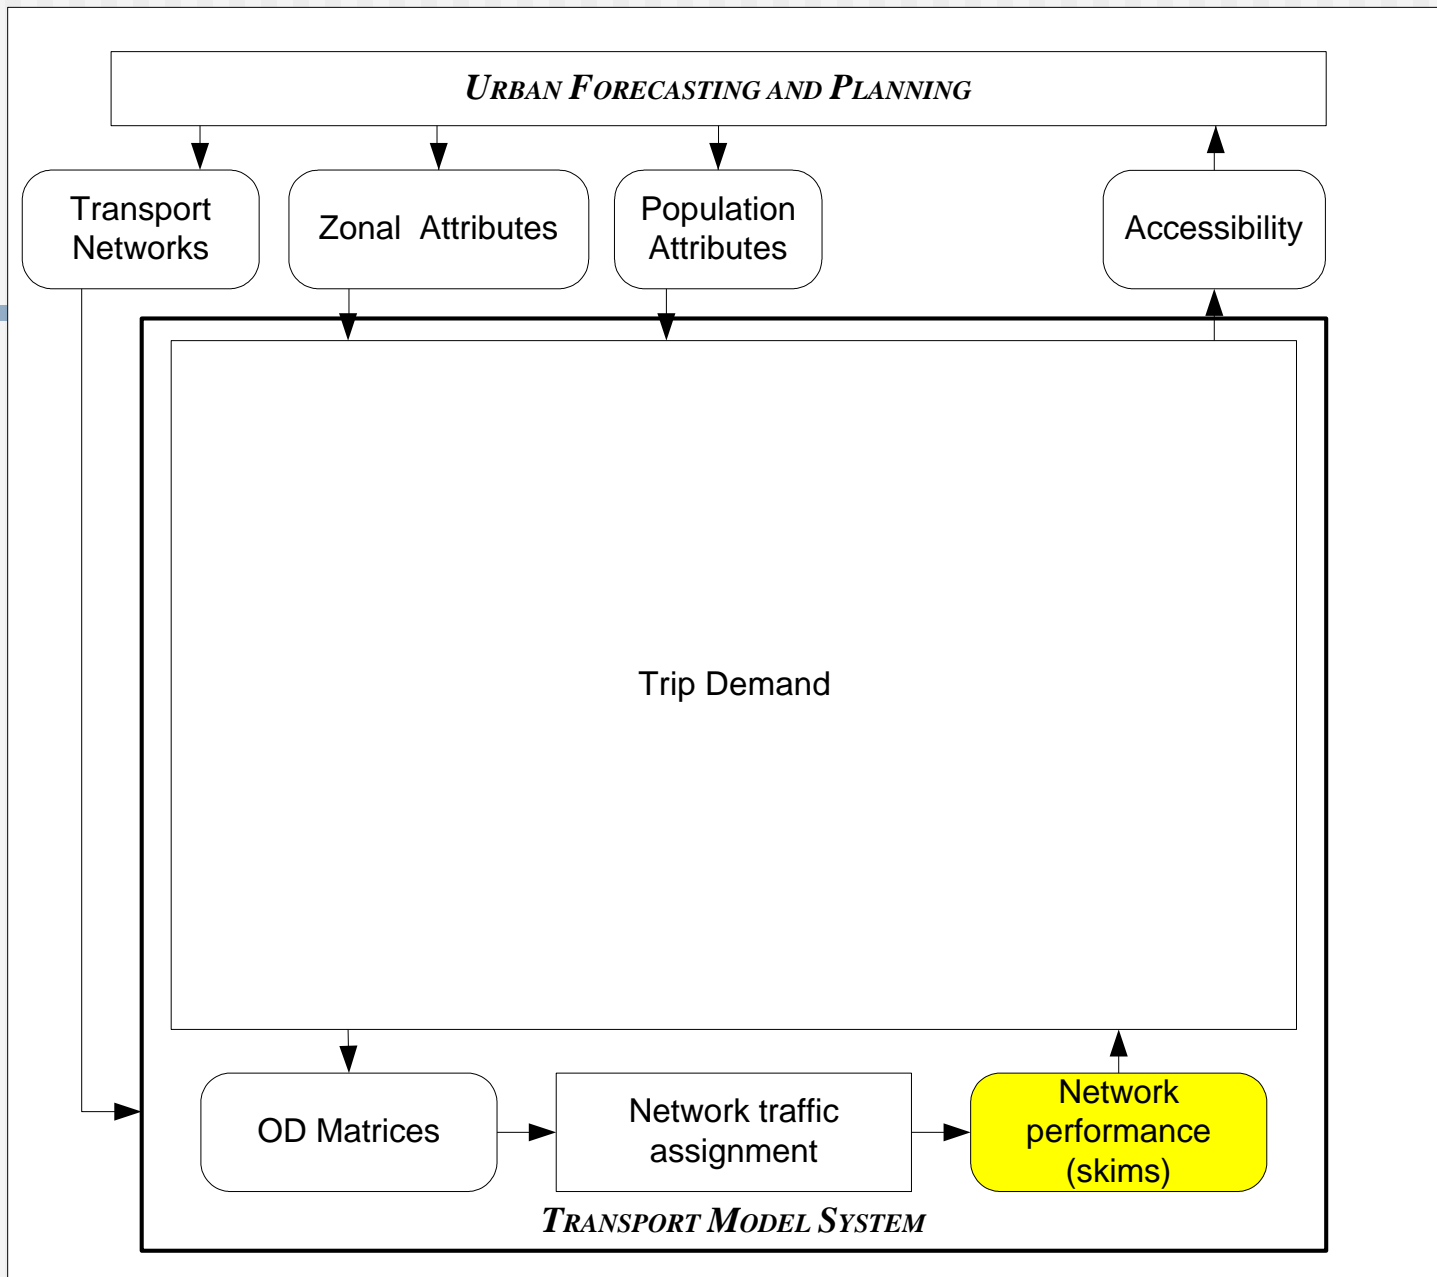 URBAN FORECASTING AND PLANNING
Transport
Networks
Zonal Attributes
Population
Attributes
Accessibility
Trip Demand
OD Matrices
Network traffic
assignment
Network
performance
(skims)
TRANSPORT MODEL SYSTEM